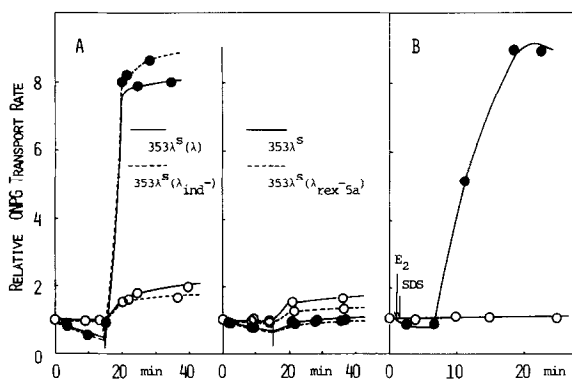 A
B
RELATIVE ONPG TRANSPORT RATE
8
6
4
2
0
353λS(λ)
353λS(λind-)
353λS
353λS(λrex-5a)
E2
SDS
0 20 min 40
0 20 min 40
0 10 20 min